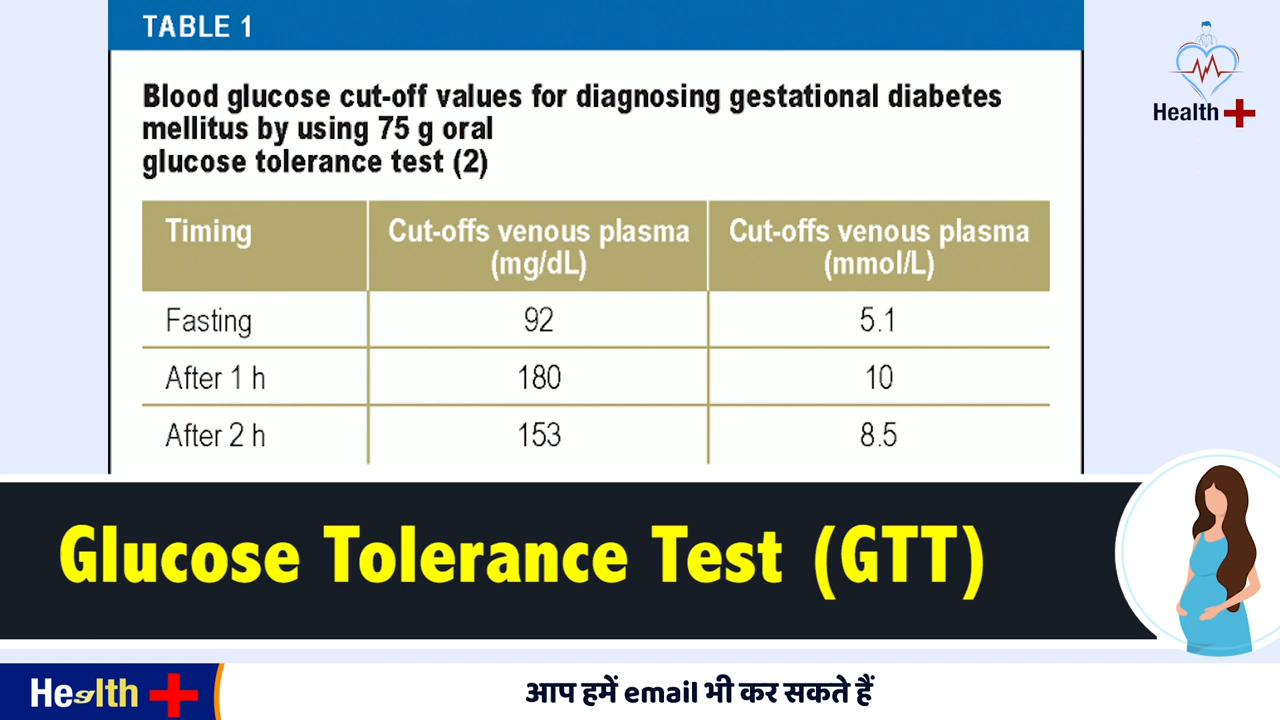 TABLE 1
Health
Blood glucose cut-off values for diagnosing gestational diabetes
mellitus by using 75 g oral
glucose tolerance test (2)
Timing
Cut-offs venous plasma
(mg/dL)
Cut-offs venous plasma
(mmol/L)
Fasting 92 5.1
After 1 h 180 10
After 2 h 153 8.5
Glucose Tolerance Test (GTT)
Health
आप हमें email भी कर सकते हैं